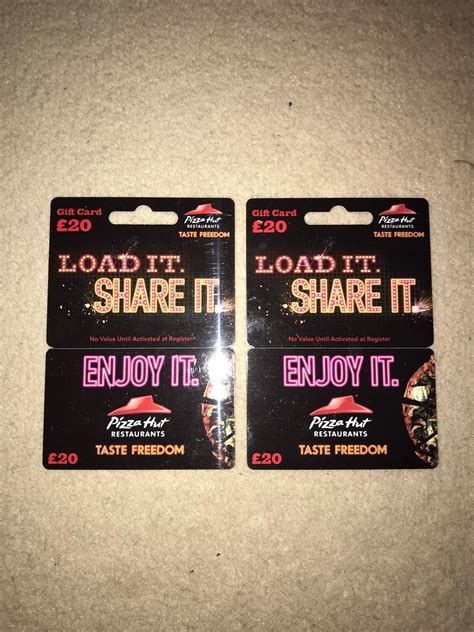 Gift Card
£20
Pizza Hut
RESTAURANTS
TASTE FREEDOM
LOAD IT.
SHARE IT
No Value Until Activated at Register
ENJOY IT.
Pizza Hut
RESTAURANTS
£20
TASTE FREEDOM
Gift Card
£20
Pizza Hut
RESTAURANTS
TASTE FREEDOM
LOAD IT.
SHARE IT
No Value Until Activated at Register
ENJOY IT.
Pizza Hut
RESTAURANTS
£20
TASTE FREEDOM